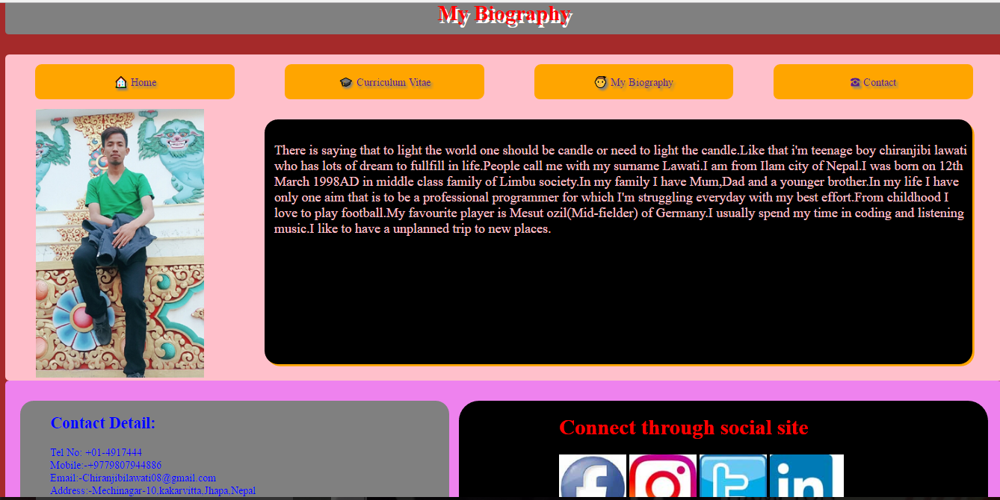 My Biography
Home
Curriculum Vitae
My Biography
Contact
There is saying that to light the world one should be candle or need to light the candle.Like that i'm teenage boy chiranjibi lawati
who has lots of dream to fullfill in life.People call me with my surname Lawati.I am from Ilam city of Nepal.I was born on 12th
March 1998AD in middle class family of Limbu society.In my family I have Mum,Dad and a younger brother.In my life I have
only one aim that is to be a professional programmer for which I'm struggling everyday with my best effort.From childhood I
love to play football.My favourite player is Mesut ozil(Mid-fielder) of Germany.I usually spend my time in coding and listening
music.I like to have a unplanned trip to new places.
Contact Detail:
Tel No: +01-4917444
Mobile:-+9779807944886
Email:-Chiranjibilawati08@gmail.com
Address:-Mechinagar-10,kakarvitta,Jhapa,Nepal
Connect through social site
in